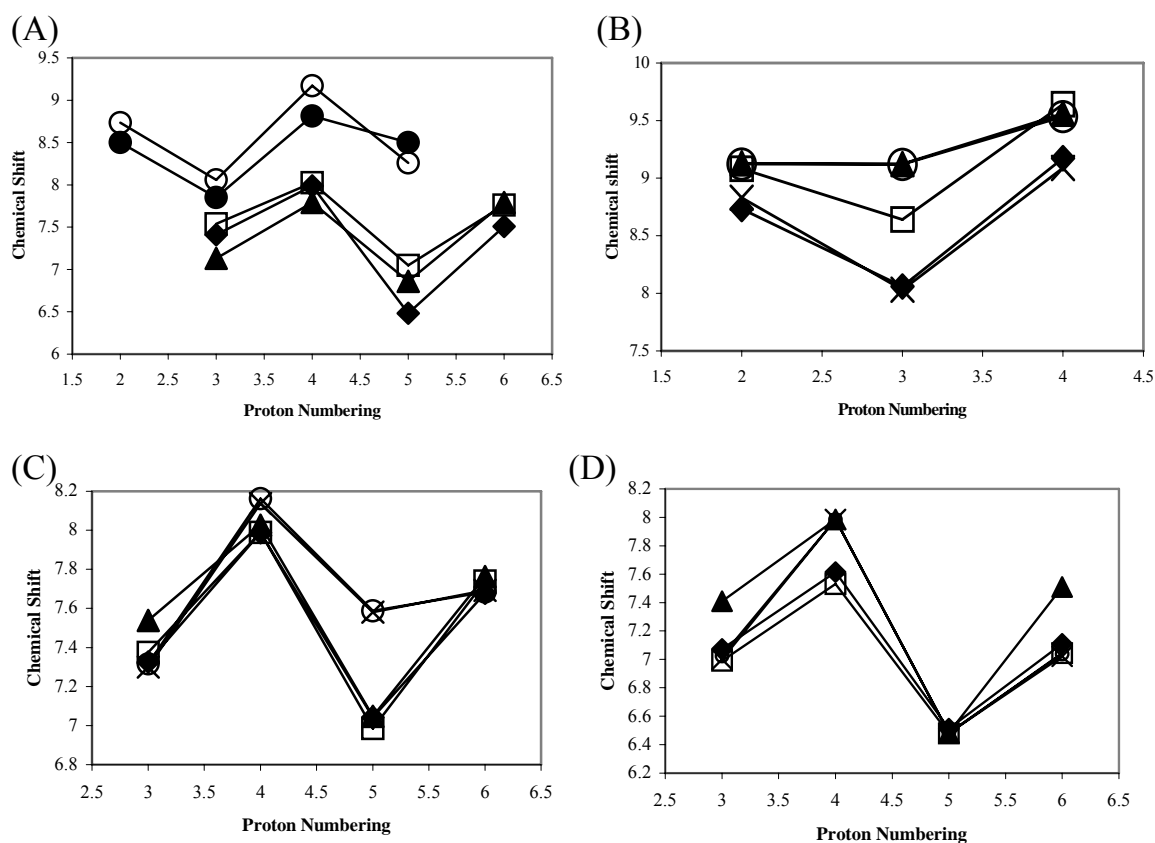 (A)
9.5
9
8.5
8
7.5
7
6.5
6
Chemical Shift
1.5 2 2.5 3 3.5 4 4.5 5 5.5 6 6.5
Proton Numbering
(B)
10
9.5
9
8.5
8
7.5
Chemical shift
1.5 2 2.5 3 3.5 4 4.5
Proton Numbering
(C)
8.2
8
7.8
7.6
7.4
7.2
7
6.8
Chemical Shift
2.5 3 3.5 4 4.5 5 5.5 6 6.5
Proton Numbering
(D)
8.2
8
7.8
7.6
7.4
7.2
7
6.8
6.6
6.4
6.2
Chemical Shift
2.5 3 3.5 4 4.5 5 5.5 6 6.5
Proton Numbering